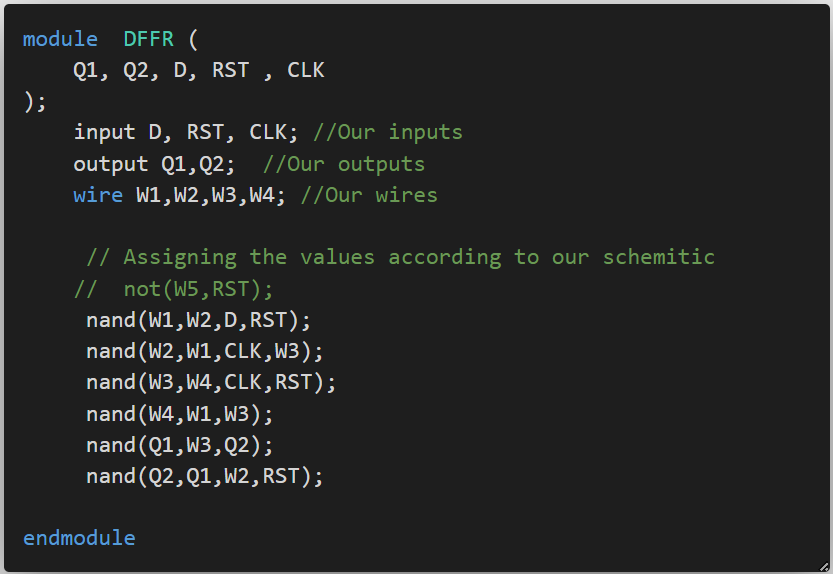 module  DFFR (
    Q1, Q2, D, RST , CLK
);
    input D, RST, CLK; //Our inputs
    output Q1,Q2;  //Our outputs
    wire W1,W2,W3,W4; //Our wires
     // Assigning the values according to our schemitic
    //  not(W5,RST);
     nand(W1,W2,D,RST);
     nand(W2,W1,CLK,W3);
     nand(W3,W4,CLK,RST);
     nand(W4,W1,W3);
     nand(Q1,W3,Q2);
     nand(Q2,Q1,W2,RST);
endmodule